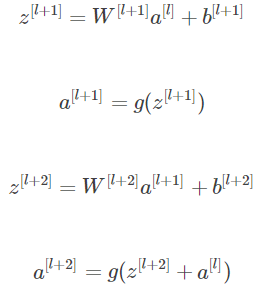 z^{[l+1]} = W^{[l+1]}a^{[l]} + b^{[l+1]}
a^{[l+1]} = g(z^{[l+1]})
z^{[l+2]} = W^{[l+2]}a^{[l+1]} + b^{[l+2]}
a^{[l+2]} = g(z^{[l+2]} + a^{[l]})